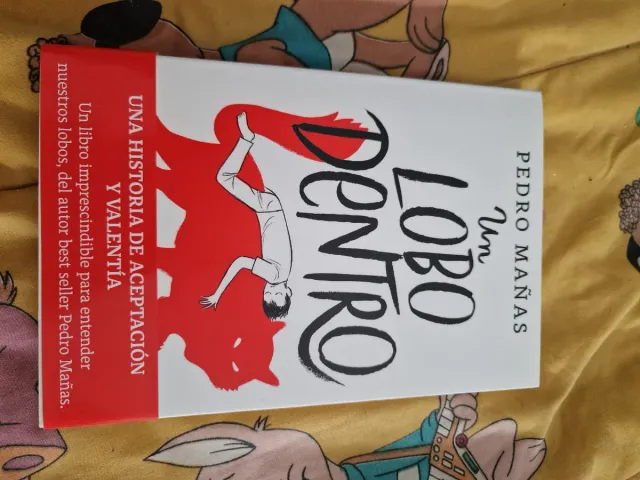 PEDRO MAÑAS
Un
LOBO
DENTRO
UNA HISTORIA DE ACEPTACIÓN
Y VALENTÍA
Un libro imprescindible para entender
nuestros lobos, del autor best seller Pedro Mañas.